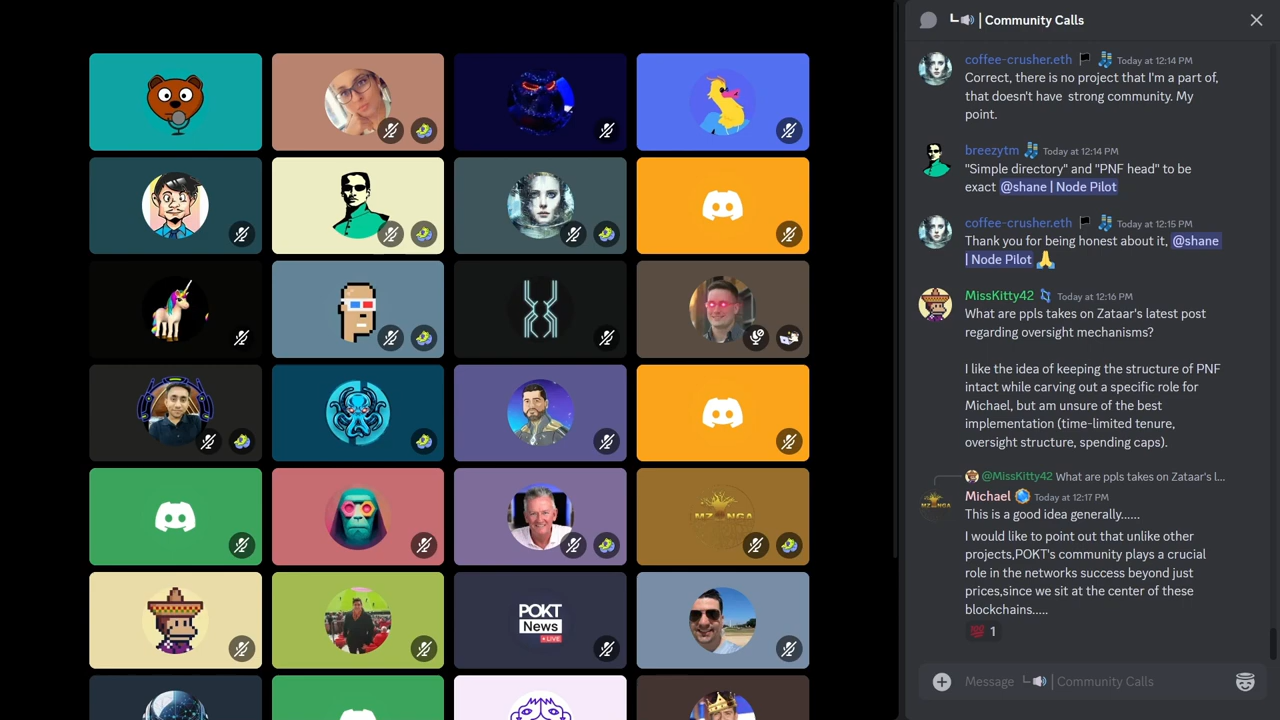 Community Calls
coffee-crusher.eth Today at 12:14 PM
Correct, there is no project that I'm a part of,
that doesn't have strong community. My
point.
breezytm Today at 12:14 PM
"Simple directory" and "PNF head" to be
exact @shane | Node Pilot
coffee-crusher.eth Today at 12:15 PM
Thank you for being honest about it, @shane
| Node Pilot 🙏
MissKitty42 Today at 12:16 PM
What are ppls takes on Zataar's latest post
regarding oversight mechanisms?
I like the idea of keeping the structure of PNF
intact while carving out a specific role for
Michael, but am unsure of the best
implementation (time-limited tenure,
oversight structure, spending caps).
@MissKitty42 What are ppls takes on Zataar's l...
Michael Today at 12:17 PM
This is a good idea generally......
I would like to point out that unlike other
projects,POKT's community plays a crucial
role in the networks success beyond just
prices,since we sit at the center of these
blockchains.....
💯 1
Message | Community Calls
MZUNGA
POKT
News
LIVE